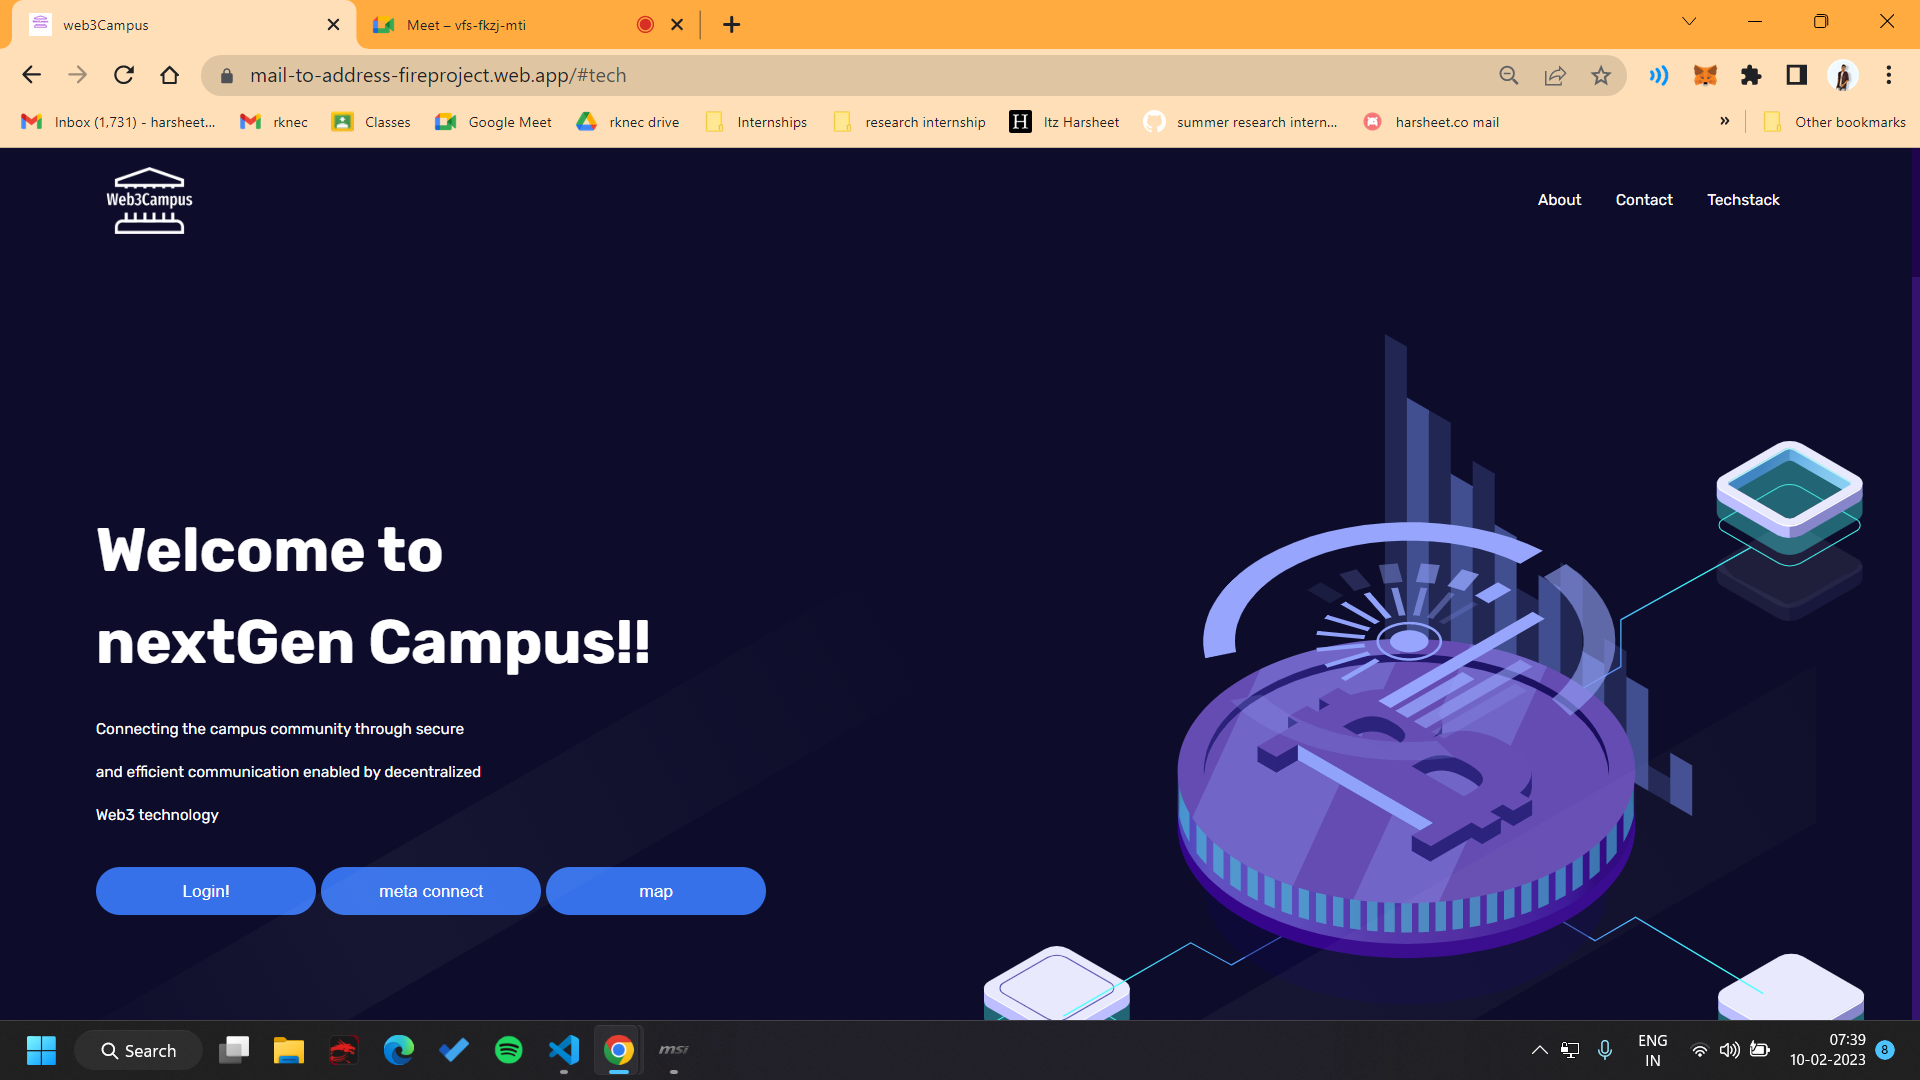 web3Campus
Meet – vfs-fkzj-mti
mail-to-address-fireproject.web.app/#tech
Inbox (1,731) - harsheet...
rknec
Classes
Google Meet
rknec drive
Internships
research internship
H
Itz Harsheet
summer research intern...
harsheet.co mail
»
Other bookmarks
Web3Campus
About
Contact
Techstack
Welcome to
nextGen Campus!!
Connecting the campus community through secure
and efficient communication enabled by decentralized
Web3 technology
Login!
meta connect
map
Search
msi
ENG
IN
07:39
10-02-2023
8